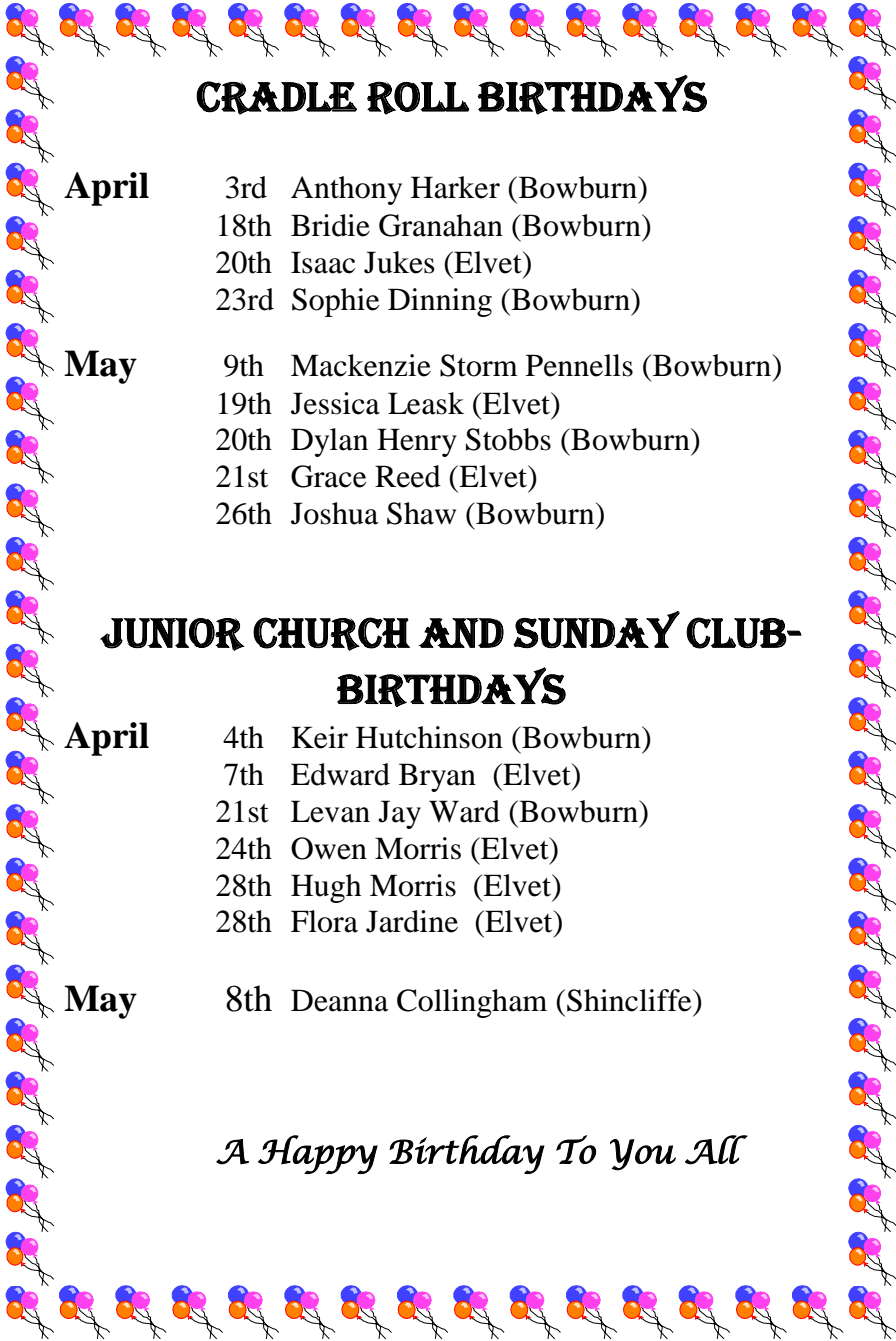 CRADLE ROLL BIRTHDAYS
April 3rd Anthony Harker (Bowburn)
18th Bridie Granahan (Bowburn)
20th Isaac Jukes (Elvet)
23rd Sophie Dinning (Bowburn)
May 9th Mackenzie Storm Pennells (Bowburn)
19th Jessica Leask (Elvet)
20th Dylan Henry Stobbs (Bowburn)
21st Grace Reed (Elvet)
26th Joshua Shaw (Bowburn)
JUNIOR CHURCH AND SUNDAY CLUB-
BIRTHDAYS
April 4th Keir Hutchinson (Bowburn)
7th Edward Bryan (Elvet)
21st Levan Jay Ward (Bowburn)
24th Owen Morris (Elvet)
28th Hugh Morris (Elvet)
28th Flora Jardine (Elvet)
May 8th Deanna Collingham (Shincliffe)
A Happy Birthday To You All